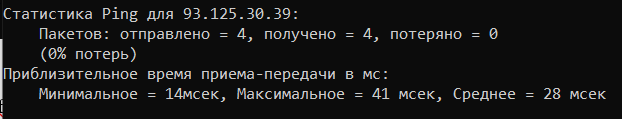 Статистика Ping для 93.125.30.39:
Пакетов: отправлено = 4, получено = 4, потеряно = 0
(0% потерь)
Приблизительное время приема-передачи в мс:
Минимальное = 14мсек, Максимальное = 41 мсек, Среднее = 28 мсек